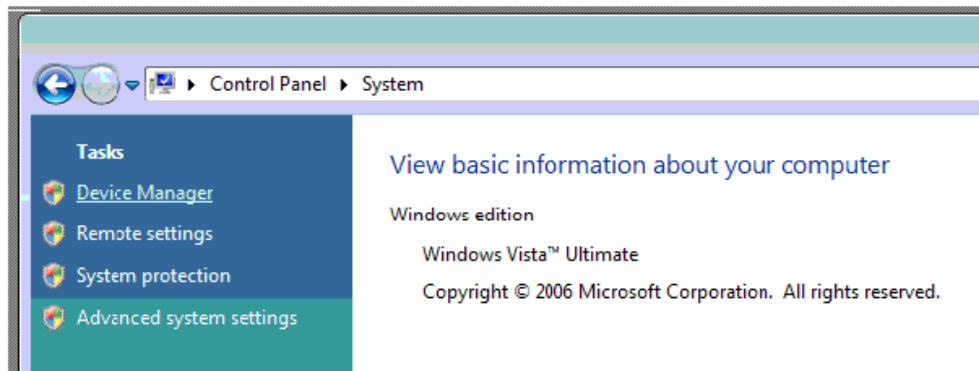 Control Panel System
Tasks
Device Manager
Remote settings
System protection
Advanced system settings
View basic information about your computer
Windows edition
Windows Vista™ Ultimate
Copyright © 2006 Microsoft Corporation. All rights reserved.